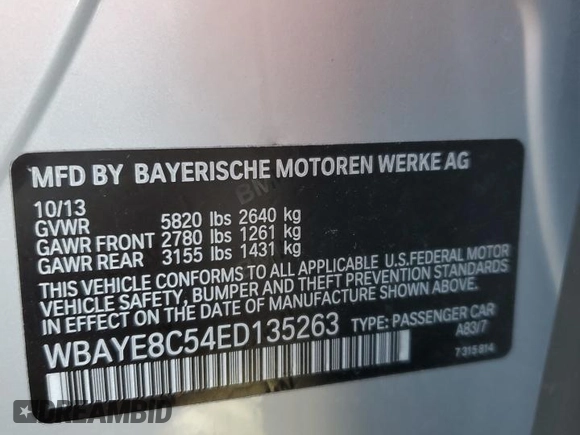 MFD BY BAYERISCHE MOTOREN WERKE AG
10/13
GVWR 5820 lbs 2640 kg
GAWR FRONT 2780 lbs 1261 kg
GAWR REAR 3155 lbs 1431 kg
THIS VEHICLE CONFORMS TO ALL APPLICABLE U.S.FEDERAL MOTOR
VEHICLE SAFETY, BUMPER, AND THEFT PREVENTION STANDARDS
IN EFFECT ON THE DATE OF MANUFACTURE SHOWN ABOVE.
WBAYE8C54ED135263 TYPE: PASSENGER CAR
A83/7
7315814
DREAMBID